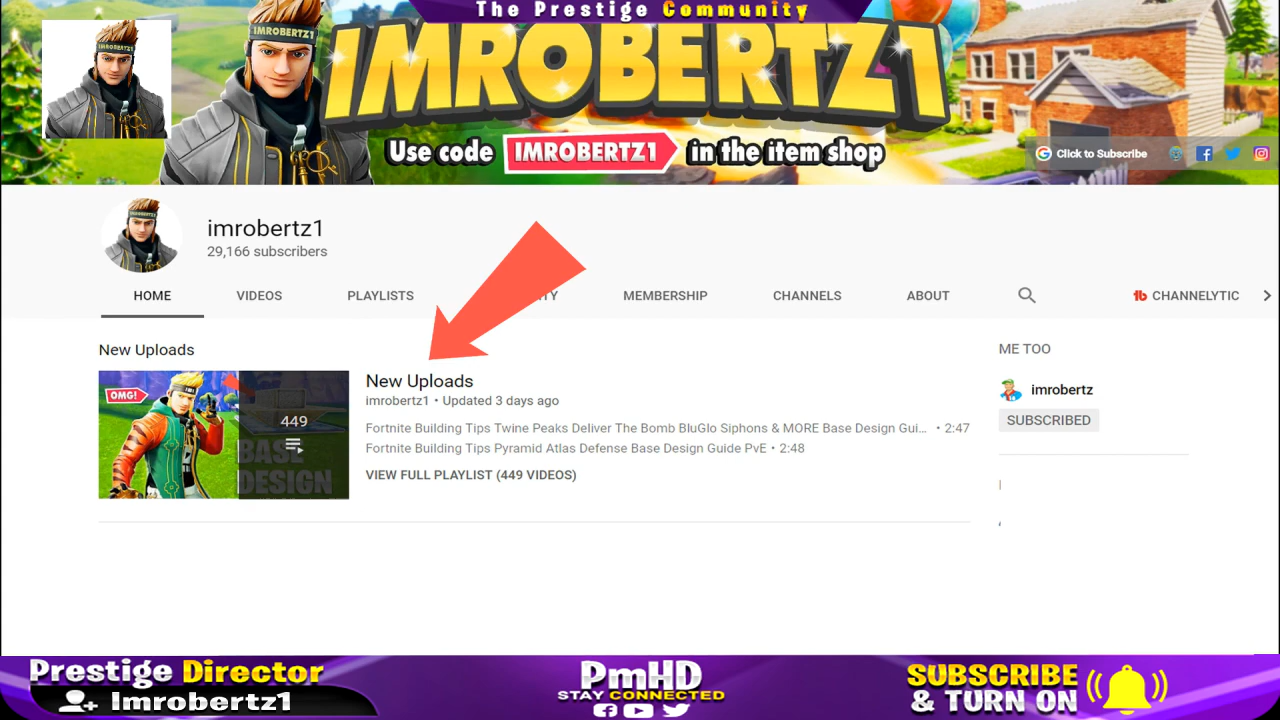 The Prestige Community
IMROBERTZ1
IMROBERTZ1
IMROBERTZ1
Use code IMROBERTZ1 in the item shop
Click to Subscribe
imrobertz1
29,166 subscribers
HOME VIDEOS PLAYLISTS TY MEMBERSHIP CHANNELS ABOUT CHANNELYTIC
New Uploads
ME TOO
OMG!
449
BASE
DESIGN
New Uploads
imrobertz1 • Updated 3 days ago
Fortnite Building Tips Twine Peaks Deliver The Bomb BluGlo Siphons & MORE Base Design Gui... • 2:47
Fortnite Building Tips Pyramid Atlas Defense Base Design Guide PvE • 2:48
VIEW FULL PLAYLIST (449 VIDEOS)
imrobertz
SUBSCRIBED
Prestige Director
Imrobertz1
PmHD
STAY CONNECTED
SUBSCRIBE
& TURN ON